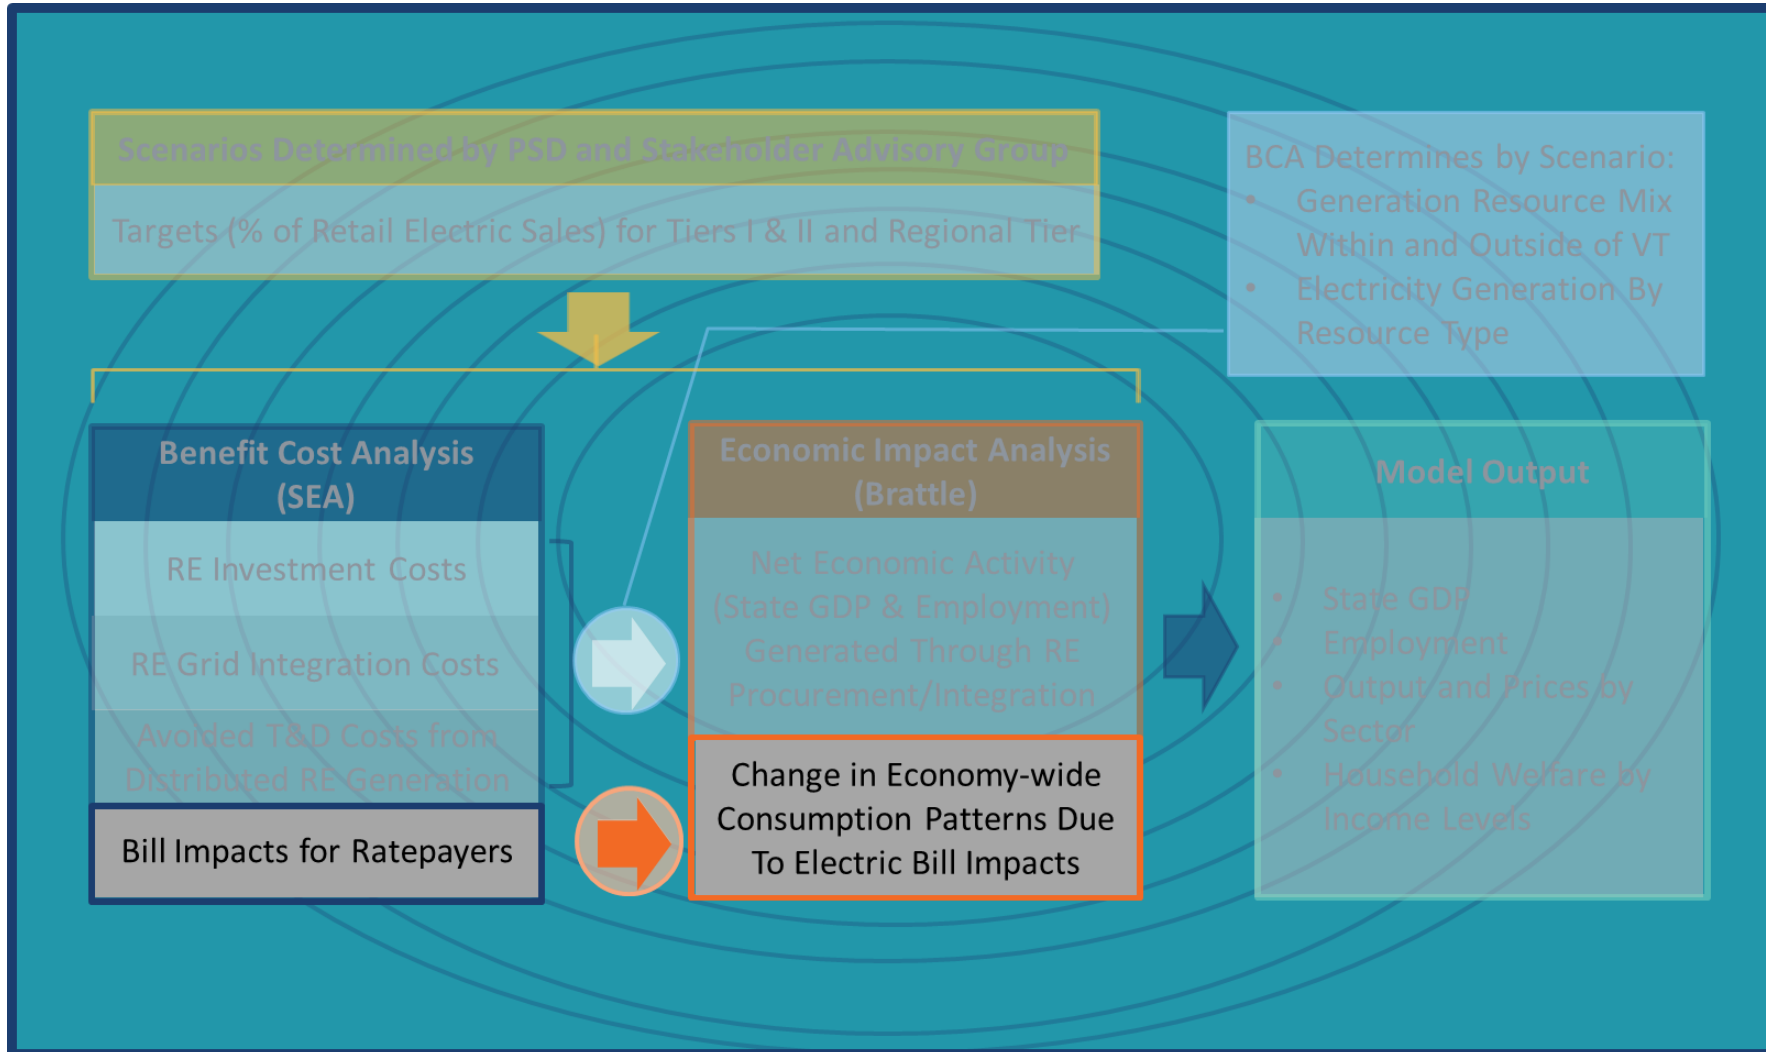 Scenarios Determined by PSD and Stakeholder Advisory Group
Targets (% of Retail Electric Sales) for Tiers I & II and Regional Tier
BCA Determines by Scenario:
• Generation Resource Mix
Within and Outside of VT
• Electricity Generation By
Resource Type
Benefit Cost Analysis
(SEA)
RE Investment Costs
RE Grid Integration Costs
Avoided T&D Costs from
Distributed RE Generation
Bill Impacts for Ratepayers
Economic Impact Analysis
(Brattle)
Net Economic Activity
(State GDP & Employment)
Generated Through RE
Procurement/Integration
Change in Economy-wide
Consumption Patterns Due
To Electric Bill Impacts
Model Output
• State GDP
• Employment
• Output and Prices by
Sector
• Household Welfare by
Income Levels